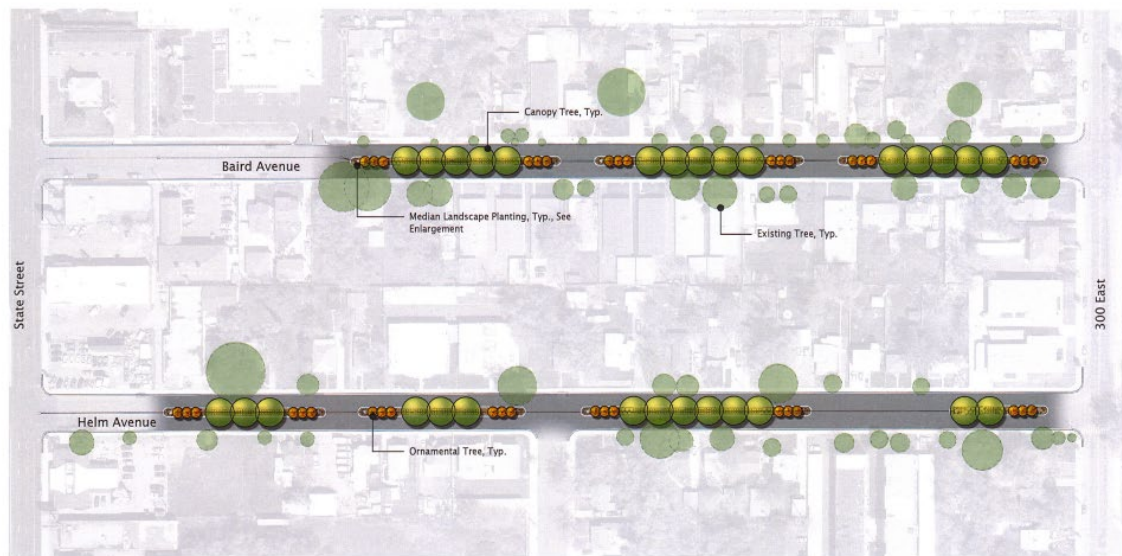 Canopy Tree, Typ.
Baird Avenue
Median Landscape Planting, Typ., See
Enlargement
Existing Tree, Typ.
State Street
300 East
Helm Avenue
Ornamental Tree, Typ.